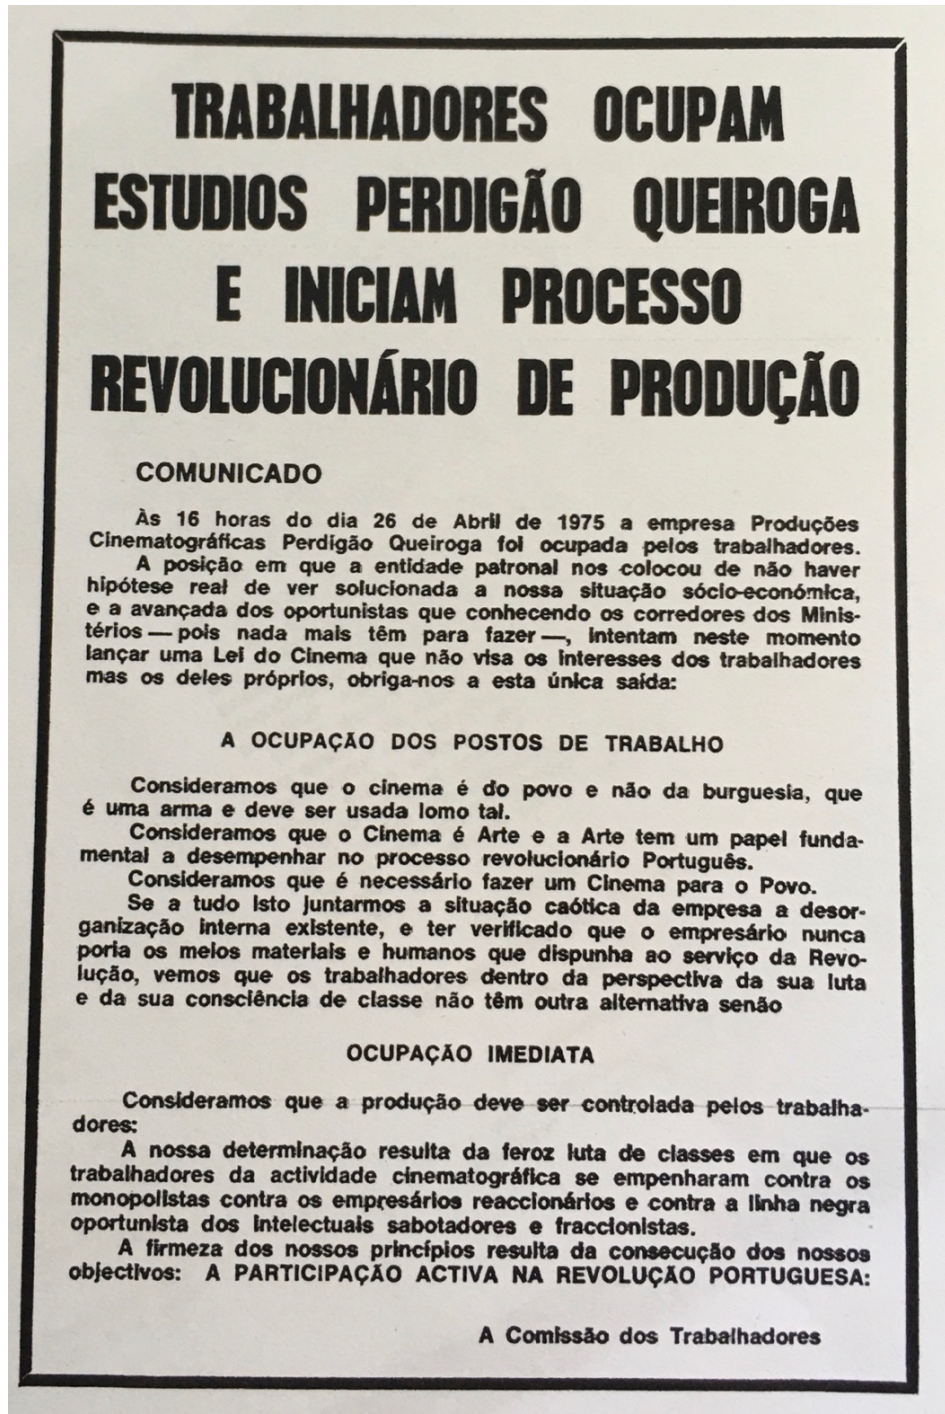 TRABALHADORES OCUPAM
ESTUDIOS PERDIGÃO QUEIROGA
E INICIAM PROCESSO
REVOLUCIONÁRIO DE PRODUÇÃO
COMUNICADO
Às 16 horas do dia 26 de Abril de 1975 a empresa Produções
Cinematográficas Perdigão Queiroga foi ocupada pelos trabalhadores.
A posição em que a entidade patronal nos colocou de não haver
hipótese real de ver solucionada a nossa situação sócio-económica,
e a avançada dos oportunistas que conhecendo os corredores dos Minis-
térios — pois nada mais têm para fazer —, intentam neste momento
lançar uma Lei do Cinema que não visa os interesses dos trabalhadores
mas os deles próprios, obriga-nos a esta única saída:
A OCUPAÇÃO DOS POSTOS DE TRABALHO
Consideramos que o cinema é do povo e não da burguesia, que
é uma arma e deve ser usada lomo tal.
Consideramos que o Cinema é Arte e a Arte tem um papel funda-
mental a desempenhar no processo revolucionário Português.
Consideramos que é necessário fazer um Cinema para o Povo.
Se a tudo isto juntarmos a situação caótica da empresa a desor-
ganização interna existente, e ter verificado que o empresário nunca
poria os meios materiais e humanos que dispunha ao serviço da Revo-
lução, vemos que os trabalhadores dentro da perspectiva da sua luta
e da sua consciência de classe não têm outra alternativa senão
OCUPAÇÃO IMEDIATA
Consideramos que a produção deve ser controlada pelos trabalha-
dores:
A nossa determinação resulta da feroz luta de classes em que os
trabalhadores da actividade cinematográfica se empenharam contra os
monopolistas contra os empresários reaccionários e contra a linha negra
oportunista dos intelectuais sabotadores e fraccionistas.
A firmeza dos nossos princípios resulta da consecução dos nossos
objectivos: A PARTICIPAÇÃO ACTIVA NA REVOLUÇÃO PORTUGUESA:
A Comissão dos Trabalhadores